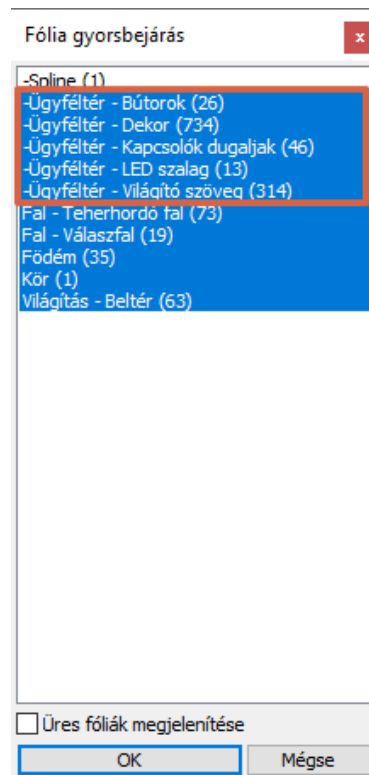 Fólia gyorsbejárás
x
-Spline (1)
-Ügyféltér - Bútorok (26)
-Ügyféltér - Dekor (734)
-Ügyféltér - Kapcsolók dugaljak (46)
-Ügyféltér - LED szalag (13)
-Ügyféltér - Világító szöveg (314)
Fal - Teherhordó fal (73)
Fal - Válaszfal (19)
Födém (35)
Kör (1)
Világítás - Beltér (63)
Üres fóliák megjelenítése
OK
Mégse